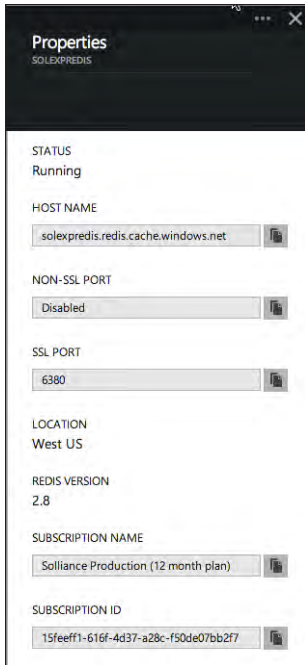 Properties
SOLEXPREDIS
STATUS
Running
HOST NAME
solexpredis.redis.cache.windows.net
NON-SSL PORT
Disabled
SSL PORT
6380
LOCATION
West US
REDIS VERSION
2.8
SUBSCRIPTION NAME
Solliance Production (12 month plan)
SUBSCRIPTION ID
15feeff1-616f-4d37-a28c-f50de07bb2f7